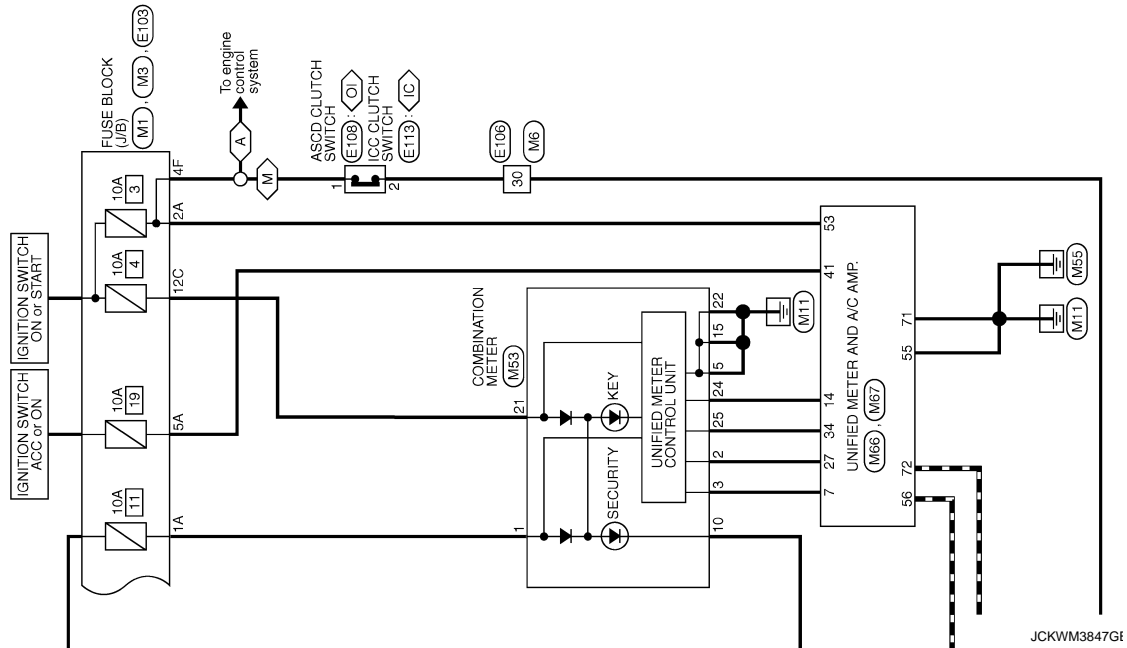 IGNITION SWITCH
ON or START
IGNITION SWITCH
ACC or ON
FUSE BLOCK
(J/B)
M1 , M3 , E103
10A
3
10A
4
10A
19
10A
11
4F
2A
12C
5A
1A
To engine
control
system
A
M
ASCD CLUTCH
SWITCH
E108 : OI
ICC CLUTCH
SWITCH
E113 : IC
1
2
E106
M6
30
COMBINATION
METER
M53
21
1
KEY
SECURITY
UNIFIED METER
CONTROL UNIT
22
15
5
24
25
2
3
10
M11
53
41
14
34
27
7
UNIFIED METER AND A/C AMP.
M66 , M67
71
55
72
56
M55
M11
JCKWM3847GE